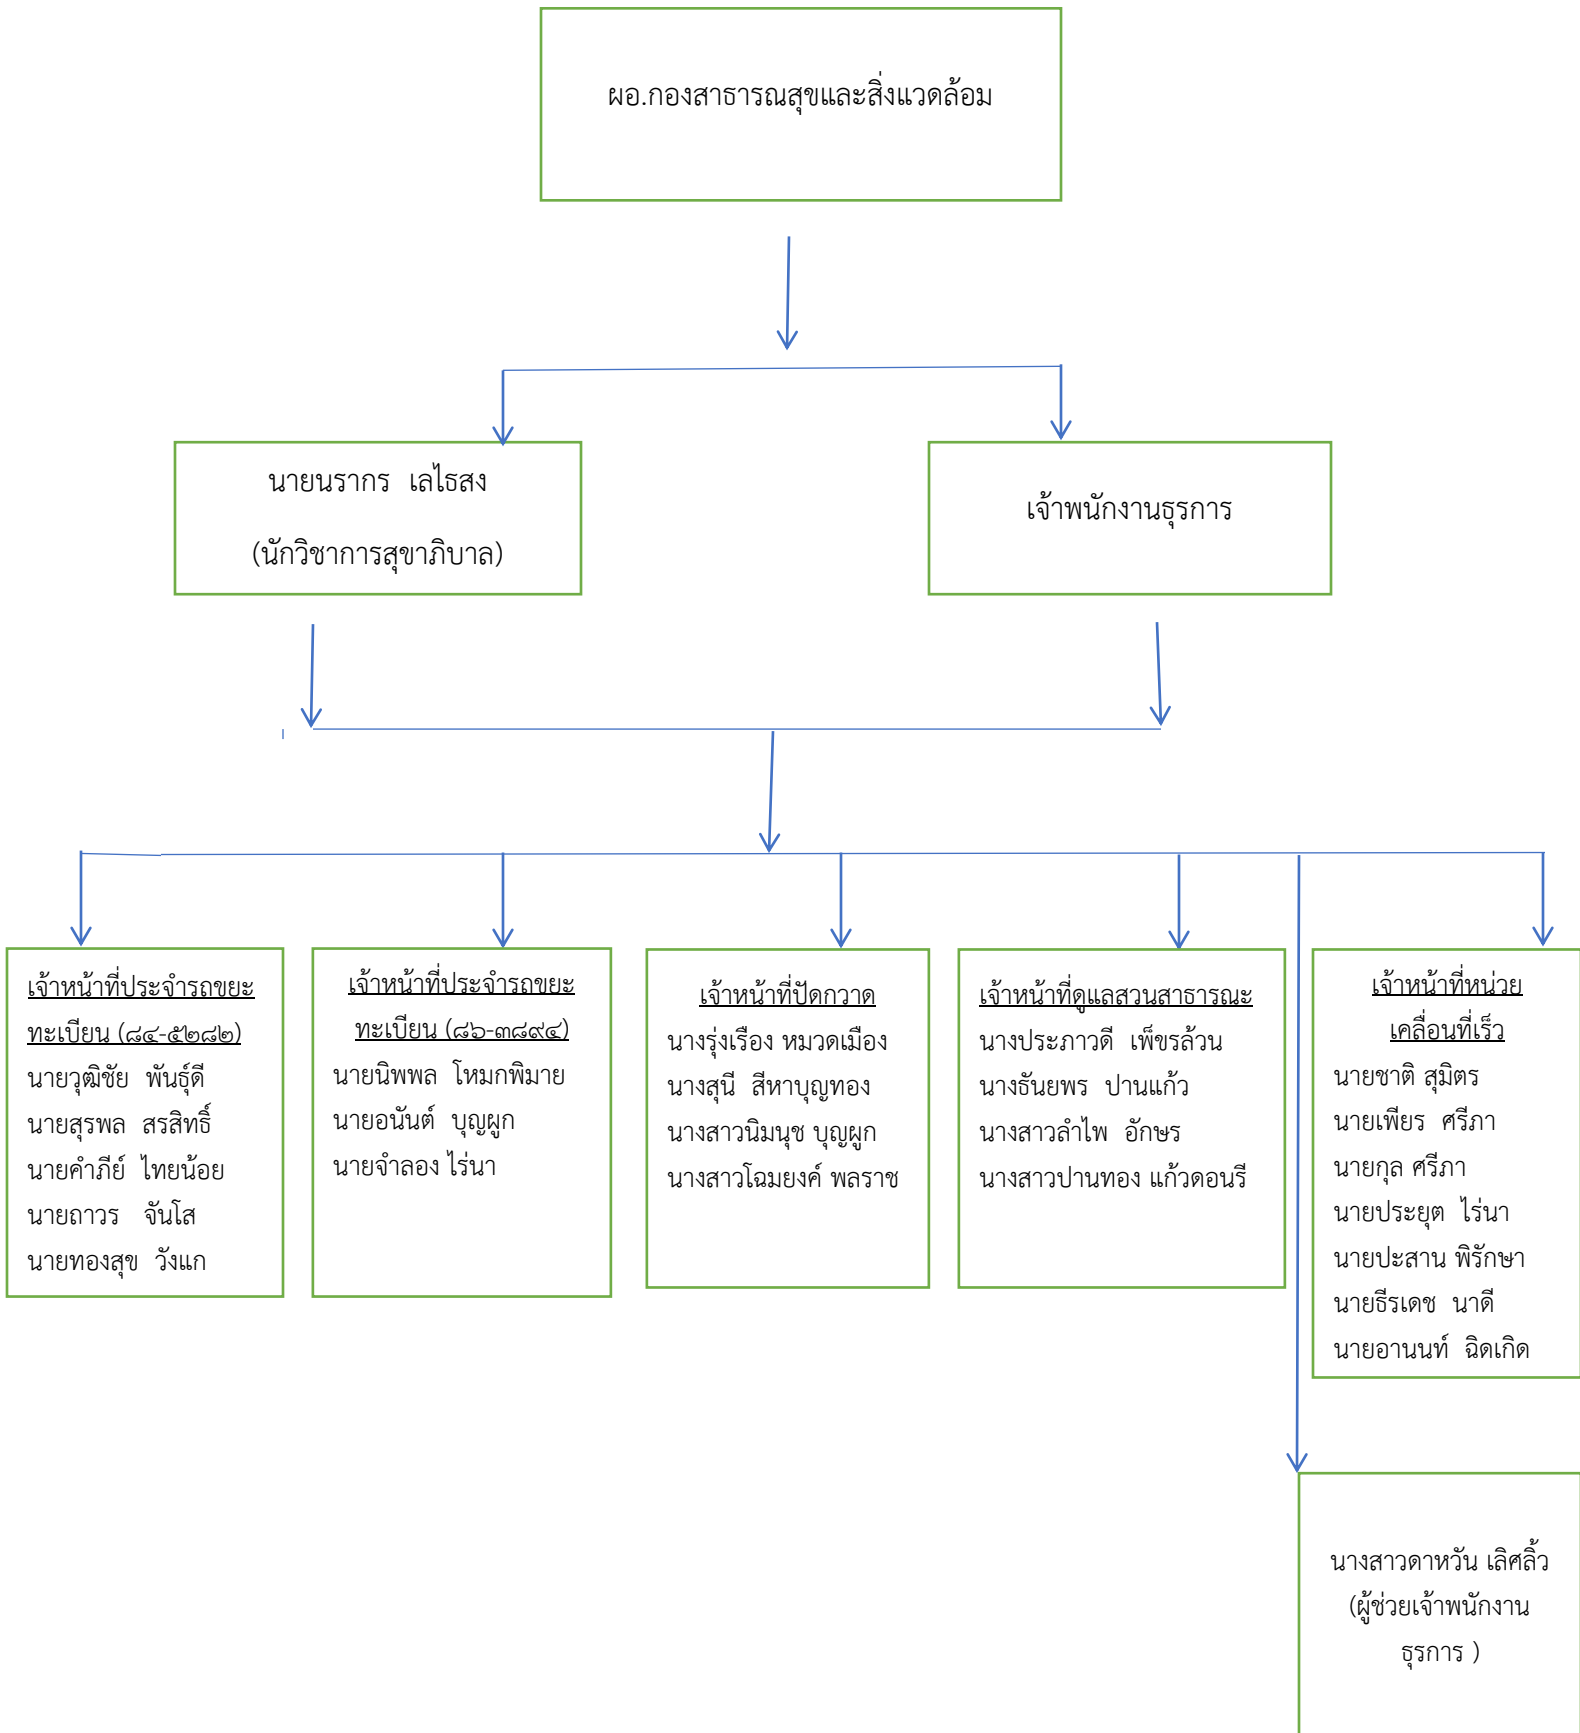 ผอ.กองสาธารณสุขและสิ่งแวดล้อม
นายนรากร เลไธสง
(นักวิชาการสุขาภิบาล)
เจ้าพนักงานธุรการ
เจ้าหน้าที่ประจำรถขยะ
ทะเบียน (๘๔-๕๒๘๒)
นายวุฒิชัย พันธุ์ดี
นายสุรพล สรสิทธิ์
นายคำภีย์ ไทยน้อย
นายถาวร จันโส
นายทองสุข วังแก
เจ้าหน้าที่ประจำรถขยะ
ทะเบียน (๘๖-๓๘๙๔)
นายนิพพล โหมกพิมาย
นายอนันต์ บุญผูก
นายจำลอง ไร่นา
เจ้าหน้าที่ปัดกวาด
นางรุ่งเรือง หมวดเมือง
นางสุนี สีหาบุญทอง
นางสาวนิมนุช บุญผูก
นางสาวโฉมยงค์ พลราช
เจ้าหน้าที่ดูแลสวนสาธารณะ
นางประภาวดี เพ็ชรล้วน
นางธันยพร ปานแก้ว
นางสาวลำไพ อักษร
นางสาวปานทอง แก้วดอนรี
เจ้าหน้าที่หน่วย
เคลื่อนที่เร็ว
นายชาติ สุมิตร
นายเพียร ศรีภา
นายกุล ศรีภา
นายประยุต ไร่นา
นายปะสาน พิรักษา
นายธีรเดช นาดี
นายอานนท์ ฉิดเกิด
นางสาวดาหวัน เลิศลิ้ว
(ผู้ช่วยเจ้าพนักงาน
ธุรการ )